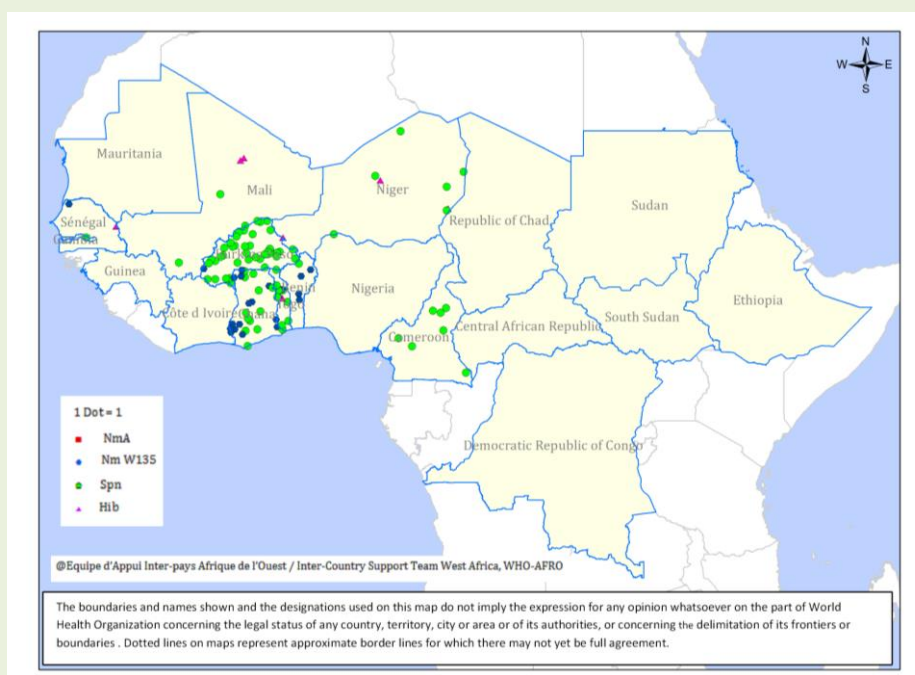 N
W E
S
Mauritania
Mali
Niger
Sudan
Republic of Chad
Sénégal
Gambia
Burkina Faso
Guinea
Benin
Nigeria
Togo
Côte d Ivoire
Ghana
Ethiopia
South Sudan
Central African Republic
Cameroon
1 Dot = 1
NmA
Nm W135
Spn
Hib
Democratic Republic of Congo
@Equipe d'Appui Inter-pays Afrique de l'Ouest / Inter-Country Support Team West Africa, WHO-AFRO
The boundaries and names shown and the designations used on this map do not imply the expression for any opinion whatsoever on the part of World
Health Organization concerning the legal status of any country, territory, city or area or of its authorities, or concerning the delimitation of its frontiers or
boundaries . Dotted lines on maps represent approximate border lines for which there may not yet be full agreement.